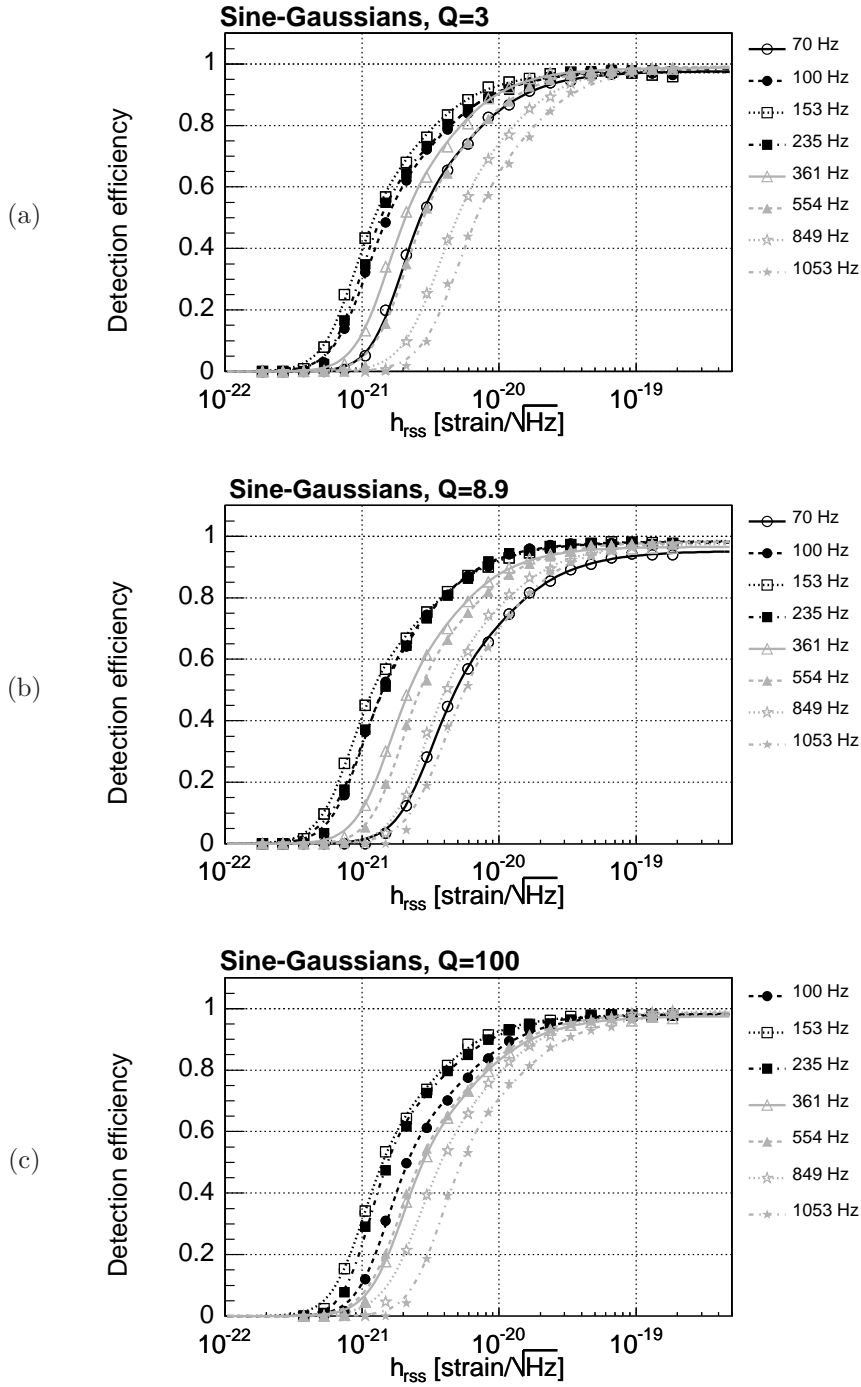 Sine-Gaussians, Q=3
(a)
Detection efficiency
1
0.8
0.6
0.4
0.2
0
10^-22
10^-21
10^-20
10^-19
h_rss [strain/√Hz]
70 Hz
100 Hz
153 Hz
235 Hz
361 Hz
554 Hz
849 Hz
1053 Hz
Sine-Gaussians, Q=8.9
(b)
Detection efficiency
1
0.8
0.6
0.4
0.2
0
10^-22
10^-21
10^-20
10^-19
h_rss [strain/√Hz]
70 Hz
100 Hz
153 Hz
235 Hz
361 Hz
554 Hz
849 Hz
1053 Hz
Sine-Gaussians, Q=100
(c)
Detection efficiency
1
0.8
0.6
0.4
0.2
0
10^-22
10^-21
10^-20
10^-19
h_rss [strain/√Hz]
100 Hz
153 Hz
235 Hz
361 Hz
554 Hz
849 Hz
1053 Hz